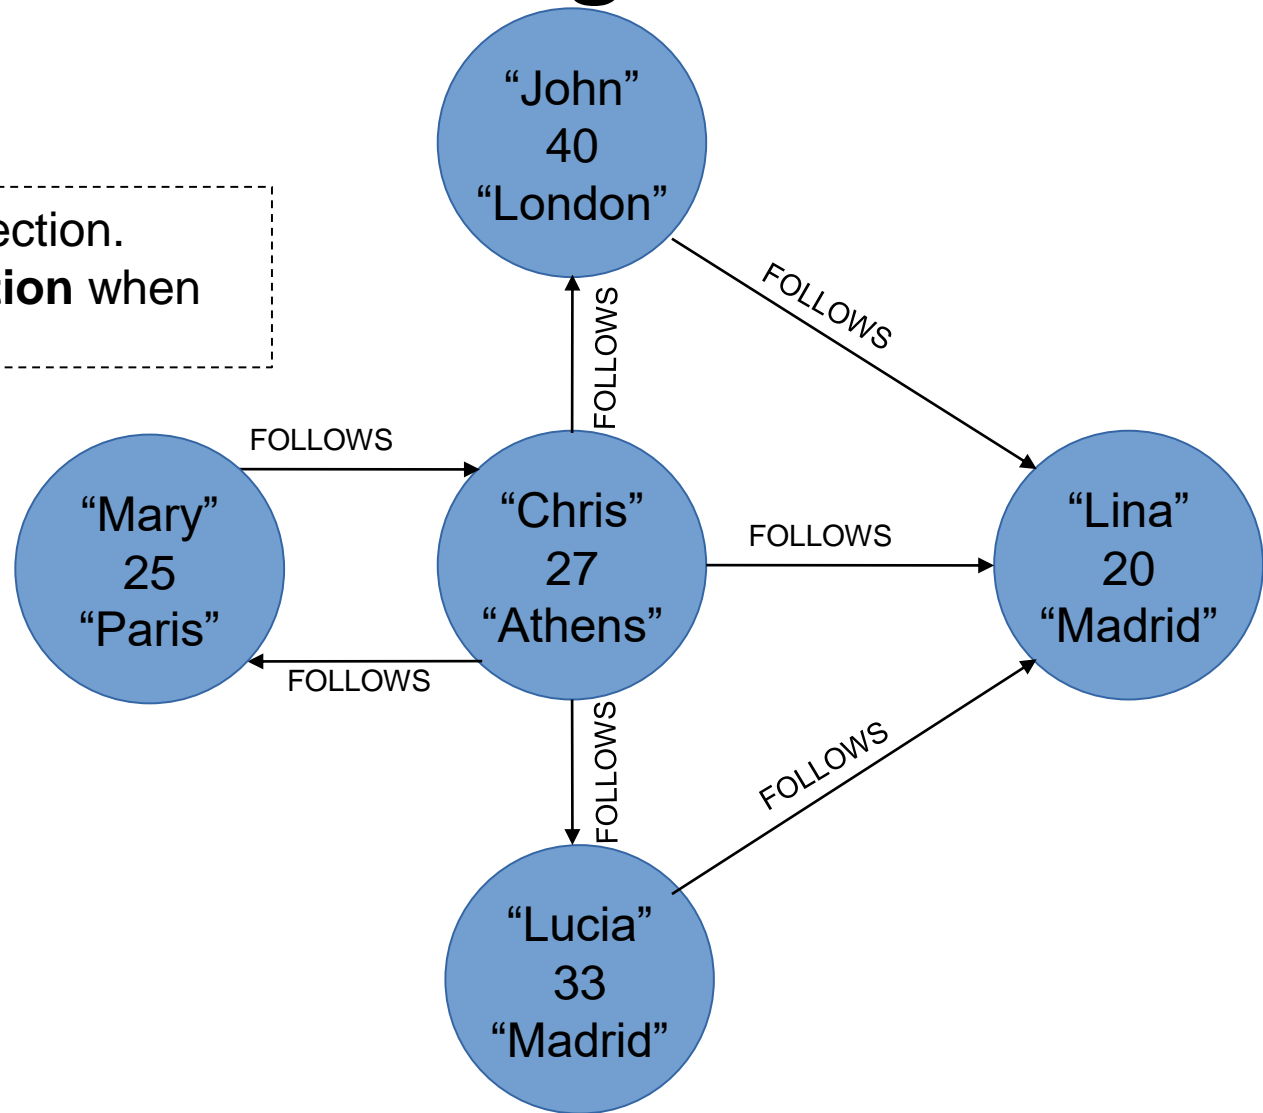 “John”
40
“London”
ection.
tion when
FOLLOWS
FOLLOWS
FOLLOWS
“Mary”
25
“Paris”
“Chris”
27
“Athens”
FOLLOWS
“Lina”
20
“Madrid”
FOLLOWS
FOLLOWS
FOLLOWS
“Lucia”
33
“Madrid”